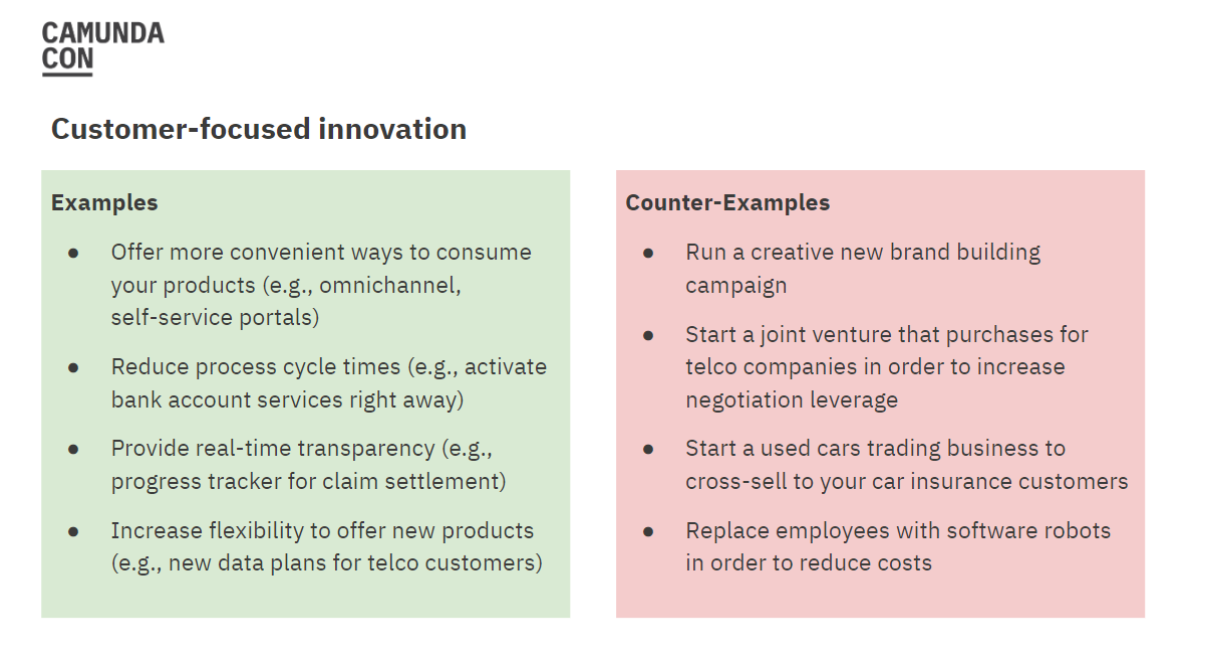 CAMUNDA
CON
Customer-focused innovation
Examples
● Offer more convenient ways to consume
your products (e.g., omnichannel,
self-service portals)
● Reduce process cycle times (e.g., activate
bank account services right away)
● Provide real-time transparency (e.g.,
progress tracker for claim settlement)
● Increase flexibility to offer new products
(e.g., new data plans for telco customers)
Counter-Examples
● Run a creative new brand building
campaign
● Start a joint venture that purchases for
telco companies in order to increase
negotiation leverage
● Start a used cars trading business to
cross-sell to your car insurance customers
● Replace employees with software robots
in order to reduce costs